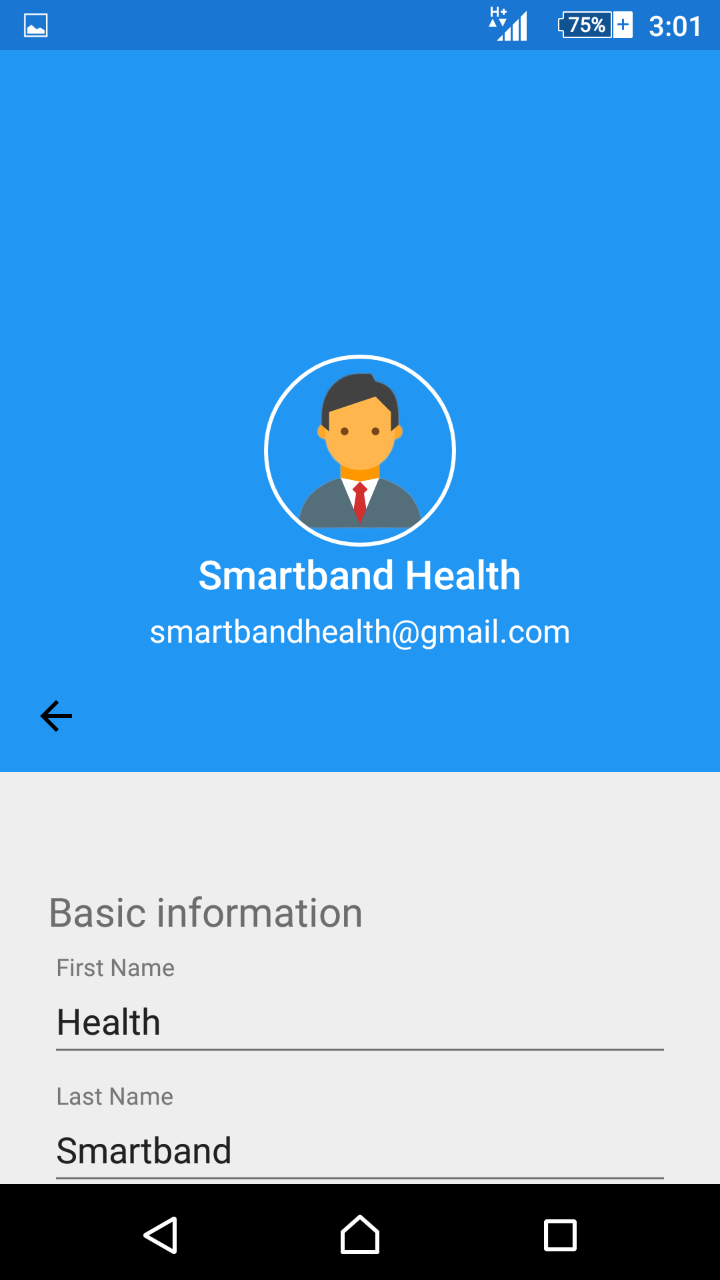 H+
75%
3:01
Smartband Health
smartbandhealth@gmail.com
Basic information
First Name
Health
Last Name
Smartband